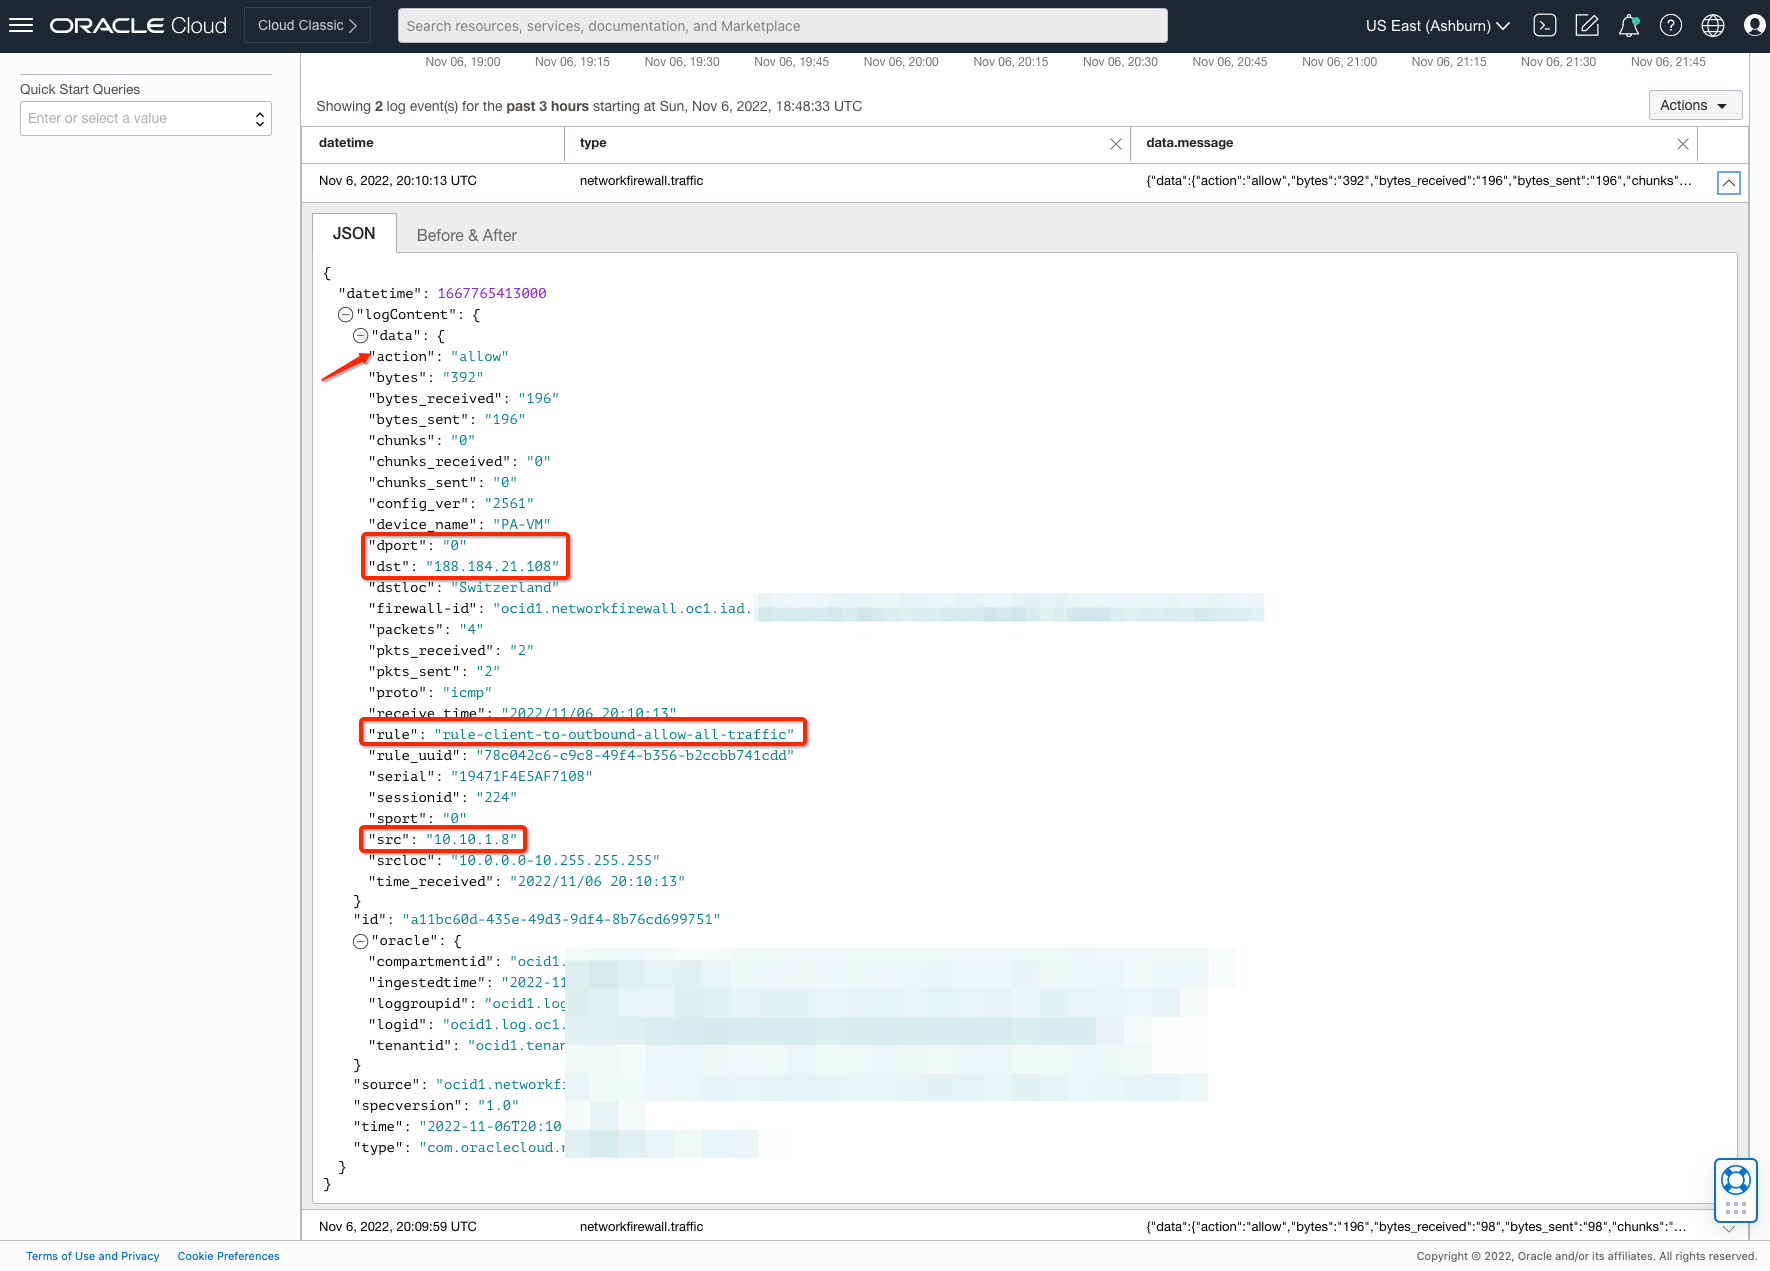 ORACLE Cloud
Cloud Classic
Search resources, services, documentation, and Marketplace
US East (Ashburn)
Quick Start Queries
Enter or select a value
Nov 06, 19:00 Nov 06, 19:15 Nov 06, 19:30 Nov 06, 19:45 Nov 06, 20:00 Nov 06, 20:15 Nov 06, 20:30 Nov 06, 20:45 Nov 06, 21:00 Nov 06, 21:15 Nov 06, 21:30 Nov 06, 21:45
Showing 2 log event(s) for the past 3 hours starting at Sun, Nov 6, 2022, 18:48:33 UTC
Actions
datetime type data.message
Nov 6, 2022, 20:10:13 UTC networkfirewall.traffic {"data":{"action":"allow","bytes":"392","bytes_received":"196","bytes_sent":"196","chunks"...
JSON
Before & After
{
"datetime": 1667765413000
"logContent": {
"data": {
"action": "allow"
"bytes": "392"
"bytes_received": "196"
"bytes_sent": "196"
"chunks": "0"
"chunks_received": "0"
"chunks_sent": "0"
"config_ver": "2561"
"device_name": "PA-VM"
"dport": "0"
"dst": "188.184.21.108"
"dstloc": "Switzerland"
"firewall-id": "ocid1.networkfirewall.oc1.iad.
"packets": "4"
"pkts_received": "2"
"pkts_sent": "2"
"proto": "icmp"
"receive_time": "2022/11/06 20:10:13"
"rule": "rule-client-to-outbound-allow-all-traffic"
"rule_uuid": "78c042c6-c9c8-49f4-b356-b2ccbb741cdd"
"serial": "19471F4E5AF7108"
"sessionid": "224"
"sport": "0"
"src": "10.10.1.8"
"srcloc": "10.0.0.0-10.255.255.255"
"time_received": "2022/11/06 20:10:13"
}
"id": "a11bc60d-435e-49d3-9df4-8b76cd699751"
"oracle": {
"compartmentid": "ocid1.
"ingestedtime": "2022-11
"loggroupid": "ocid1.log
"logid": "ocid1.log.oc1.
"tenantid": "ocid1.tenan
}
"source": "ocid1.networkfi
"specversion": "1.0"
"time": "2022-11-06T20:10
"type": "com.oraclecloud.n
}
}
Nov 6, 2022, 20:09:59 UTC networkfirewall.traffic {"data":{"action":"allow","bytes":"196","bytes_received":"98","bytes_sent":"98","chunks":"...
Terms of Use and Privacy Cookie Preferences
Copyright © 2022, Oracle and/or its affiliates. All rights reserved.